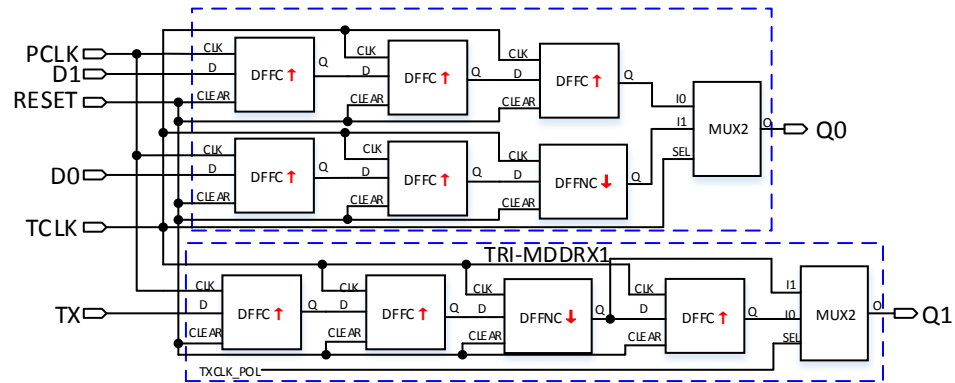 PCLK CLK CLK CLK
D1 D DFFC ↑ Q D DFFC ↑ Q D DFFC ↑ Q I0
RESET CLEAR CLEAR CLEAR I1 MUX2 O Q0
CLK CLK CLK SEL
D0 D DFFC ↑ Q D DFFC ↑ Q D DFFNC ↓ Q
CLEAR CLEAR CLEAR
TCLK
TRI-MDDRX1
CLK CLK CLK CLK I1
TX D DFFC ↑ Q D DFFC ↑ Q D DFFNC ↓ Q D DFFC ↑ Q I0 MUX2 O Q1
CLEAR CLEAR CLEAR CLEAR SEL
TXCLK_POL